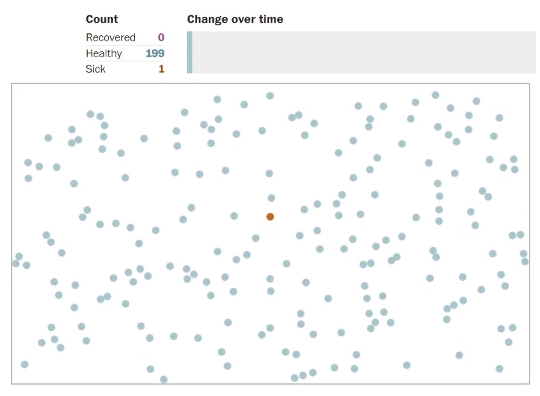 Count
Change over time
Recovered 0
Healthy 199
Sick 1